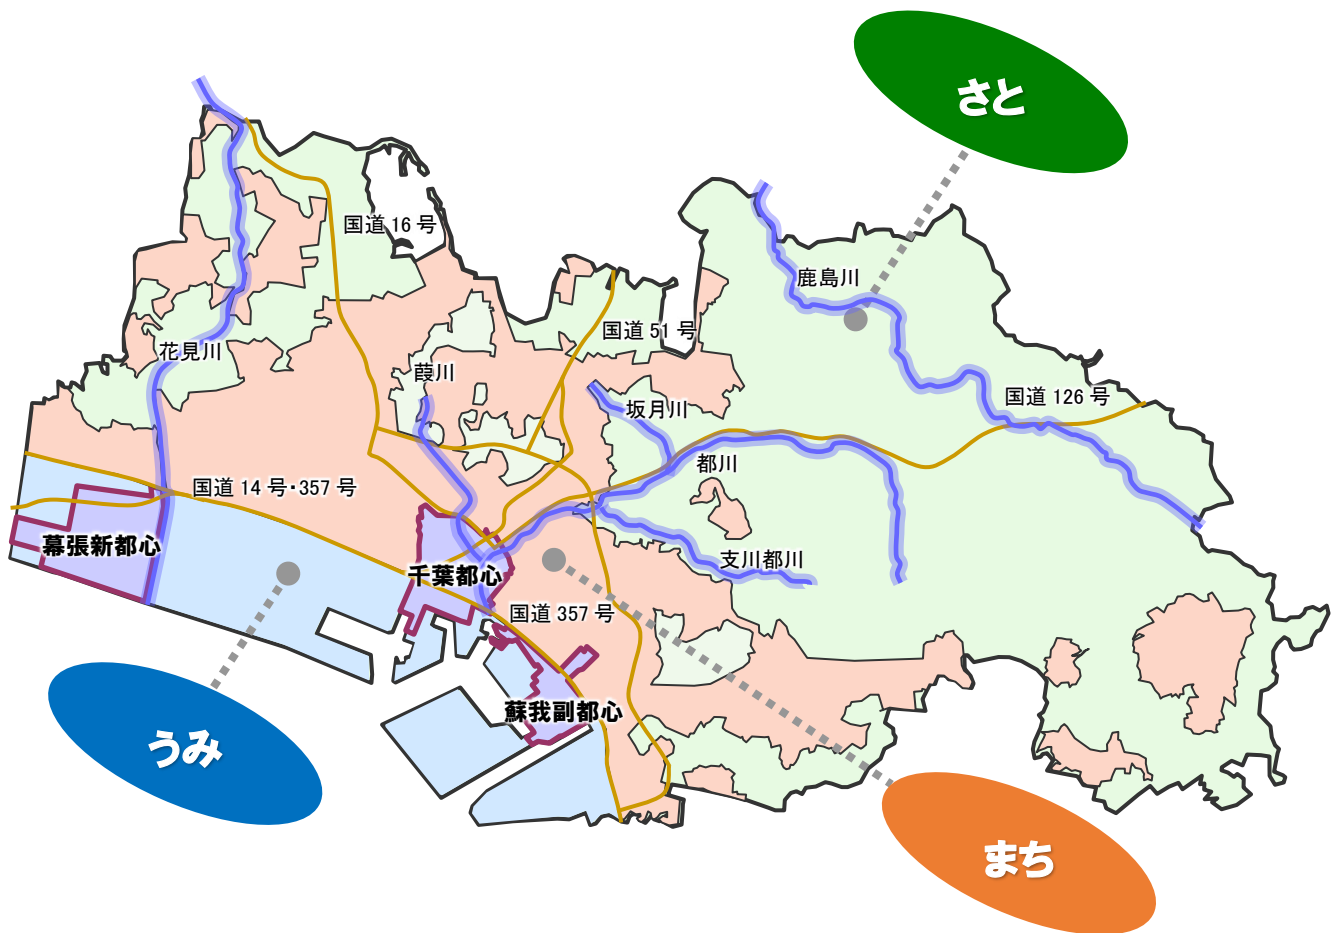 さと
国道 16 号
鹿島川
国道 51 号
花見川
葭川
国道 126 号
坂月川
都川
国道 14 号・357 号
幕張新都心
支川都川
千葉都心
国道 357 号
蘇我副都心
うみ
まち